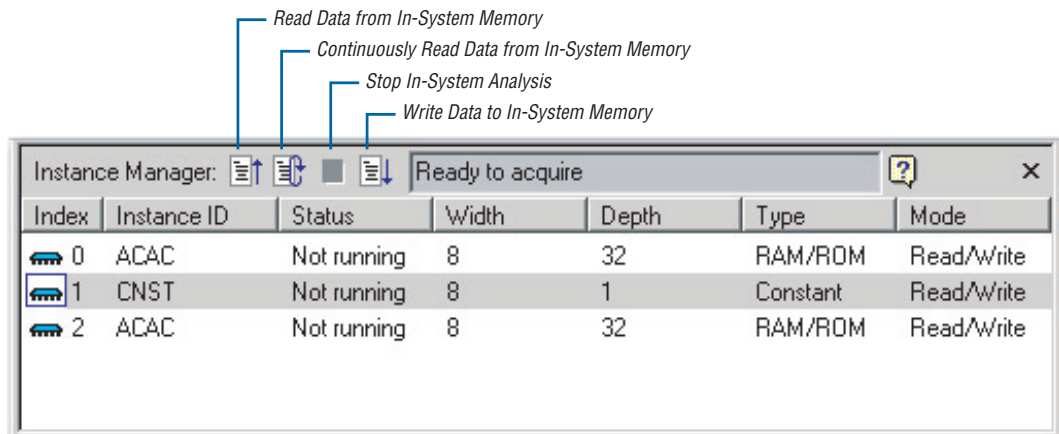 Read Data from In-System Memory
Continuously Read Data from In-System Memory
Stop In-System Analysis
Write Data to In-System Memory
Instance Manager: Ready to acquire
Index Instance ID Status Width Depth Type Mode
0 ACAC Not running 8 32 RAM/ROM Read/Write
1 CNST Not running 8 1 Constant Read/Write
2 ACAC Not running 8 32 RAM/ROM Read/Write